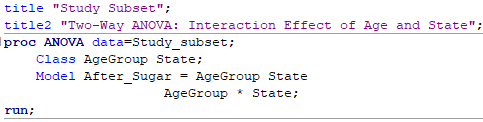 title "Study Subset";
title2 "Two-Way ANOVA: Interaction Effect of Age and State";
proc ANOVA data=Study_subset;
Class AgeGroup State;
Model After_Sugar = AgeGroup State
AgeGroup * State;
run;